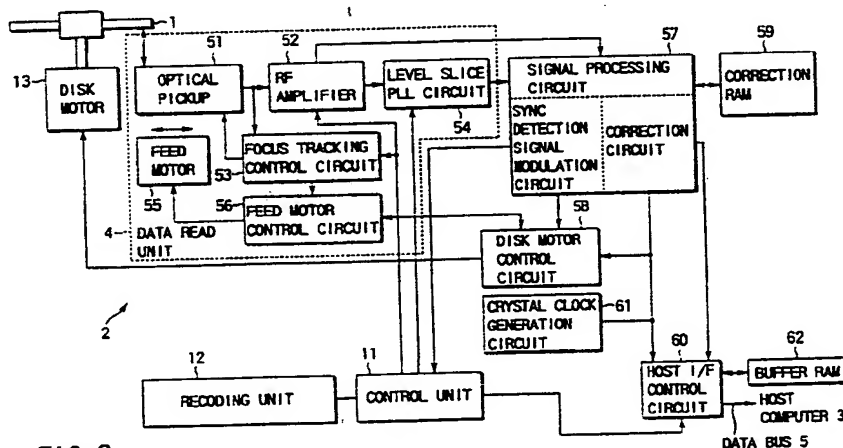 1
51
52
57
59
13
DISK
MOTOR
OPTICAL
PICKUP
RF
AMPLIFIER
LEVEL SLICE
PLL CIRCUIT
SIGNAL PROCESSING
CIRCUIT
CORRECTION
RAM
54
SYNC
DETECTION
SIGNAL
MODULATION
CIRCUIT
CORRECTION
CIRCUIT
FEED
MOTOR
FOCUS TRACKING
CONTROL CIRCUIT
53
55
56
FEED MOTOR
CONTROL CIRCUIT
4
DATA READ
UNIT
58
DISK MOTOR
CONTROL
CIRCUIT
2
CRYSTAL CLOCK
GENERATION
CIRCUIT
61
12
11
60
62
RECODING UNIT
CONTROL UNIT
HOST I/F
CONTROL
CIRCUIT
BUFFER RAM
HOST
COMPUTER 3
DATA BUS 5